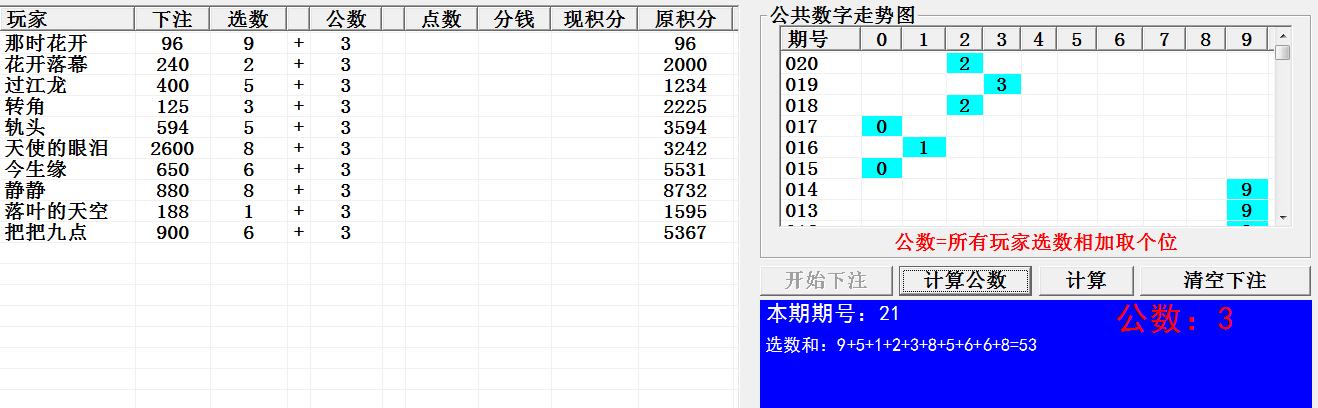 玩家 下注 选数 公数 点数 分钱 现积分 原积分
那时花开 96 9 + 3 96
花开落幕 240 2 + 3 2000
过江龙 400 5 + 3 1234
转角 125 3 + 3 2225
轨头 594 5 + 3 3594
天使的眼泪 2600 8 + 3 3242
今生缘 650 6 + 3 5531
静静 880 8 + 3 8732
落叶的天空 188 1 + 3 1595
把把九点 900 6 + 3 5367
公共数字走势图
期号 0 1 2 3 4 5 6 7 8 9
020 2
019 3
018 2
017 0
016 1
015 0
014 9
013 9
公数=所有玩家选数相加取个位
开始下注 计算公数 计算 清空下注
本期期号：21 公数：3
选数和：9+5+1+2+3+8+5+6+6+8=53